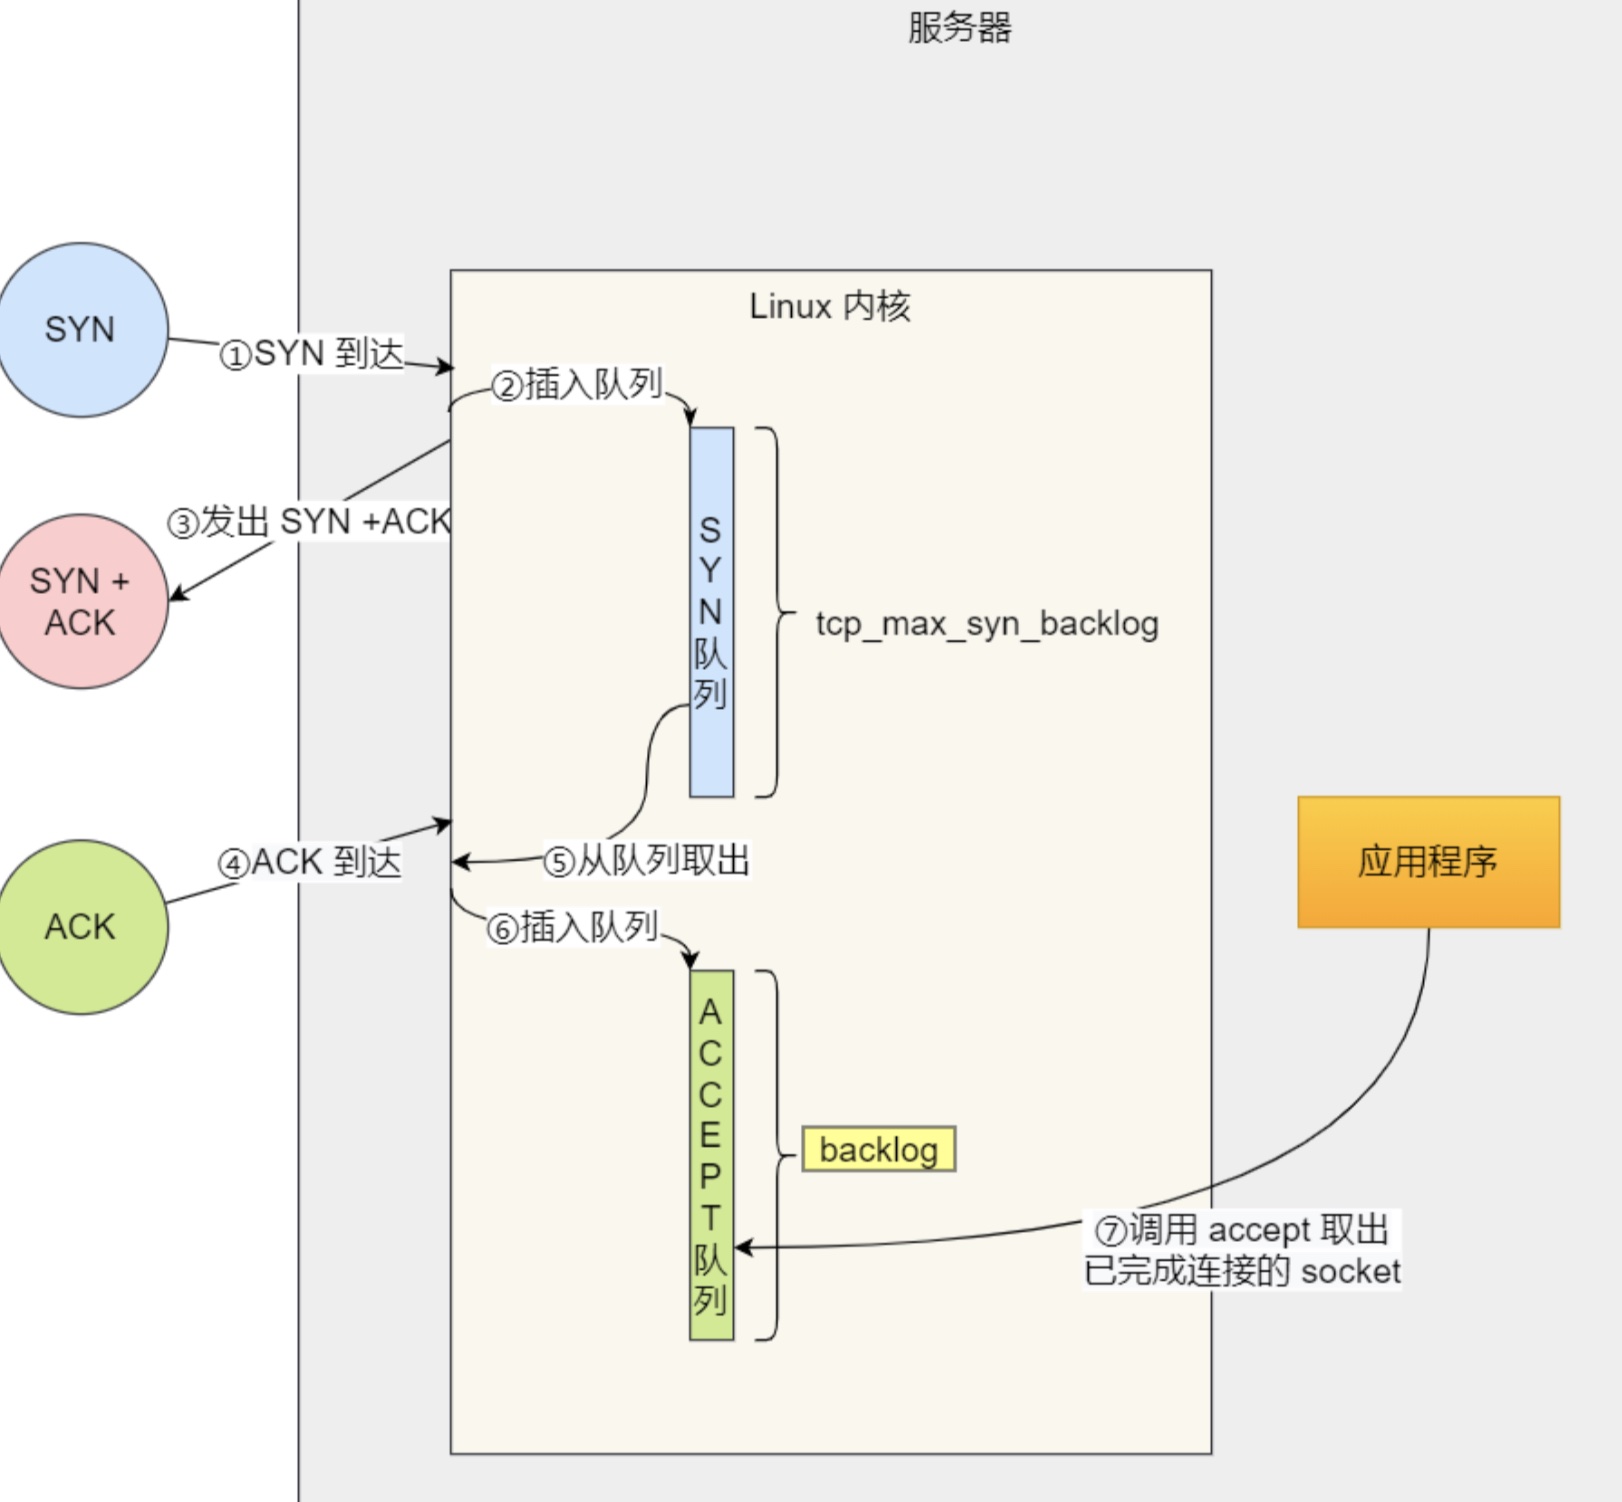 服务器
Linux 内核
SYN
①SYN 到达
②插入队列
③发出 SYN +ACK
SYN +
ACK
SYN队列
tcp_max_syn_backlog
④ACK 到达
⑤从队列取出
应用程序
ACK
⑥插入队列
ACCEPT队列
backlog
⑦调用 accept 取出
已完成连接的 socket